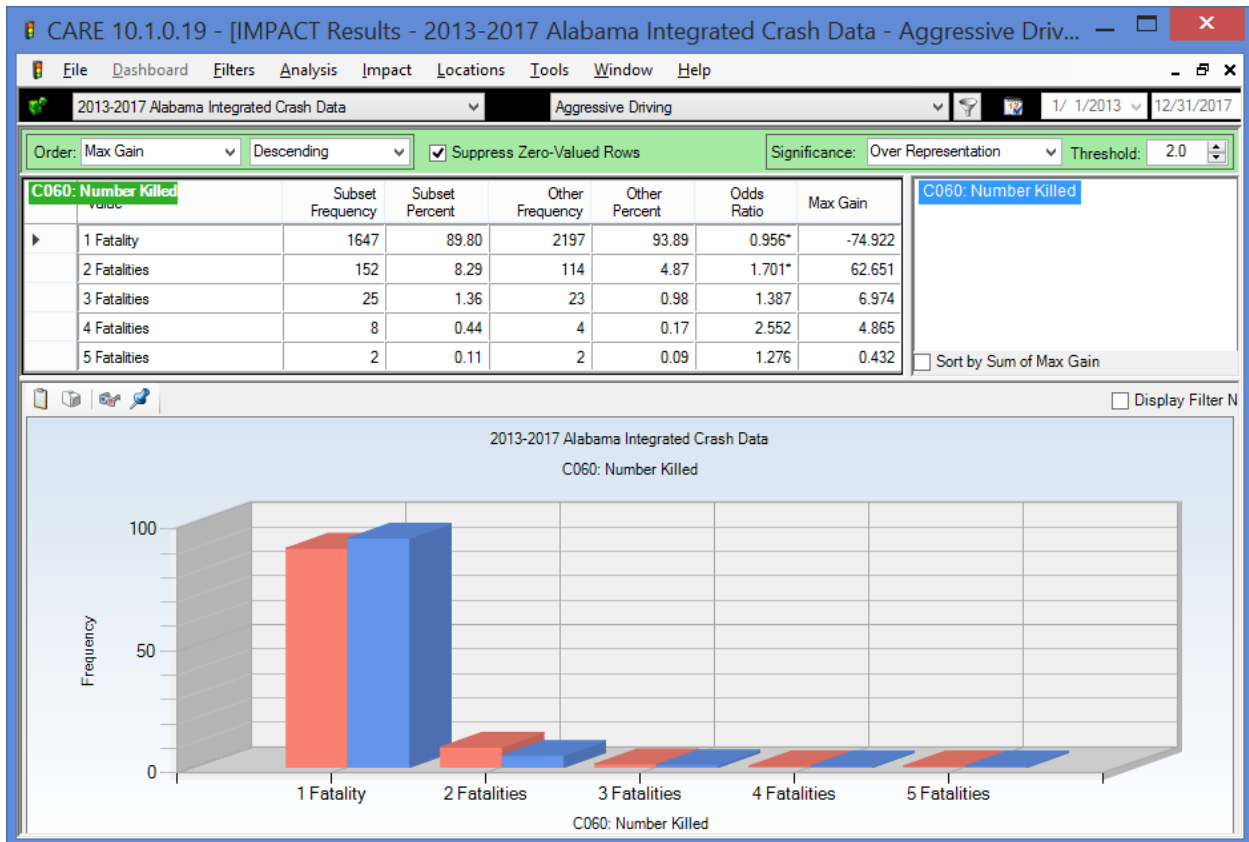 CARE 10.1.0.19 - [IMPACT Results - 2013-2017 Alabama Integrated Crash Data - Aggressive Driv...
File Dashboard Filters Analysis Impact Locations Tools Window Help
2013-2017 Alabama Integrated Crash Data Aggressive Driving 1/ 1/2013 12/31/2017
Order: Max Gain Descending Suppress Zero-Valued Rows Significance: Over Representation Threshold: 2.0
C060: Number Killed Subset Frequency Subset Percent Other Frequency Other Percent Odds Ratio Max Gain
1 Fatality 1647 89.80 2197 93.89 0.956* -74.922
2 Fatalities 152 8.29 114 4.87 1.701* 62.651
3 Fatalities 25 1.36 23 0.98 1.387 6.974
4 Fatalities 8 0.44 4 0.17 2.552 4.865
5 Fatalities 2 0.11 2 0.09 1.276 0.432
C060: Number Killed
Sort by Sum of Max Gain
Display Filter N
2013-2017 Alabama Integrated Crash Data
C060: Number Killed
Frequency
100
50
0
1 Fatality 2 Fatalities 3 Fatalities 4 Fatalities 5 Fatalities
C060: Number Killed